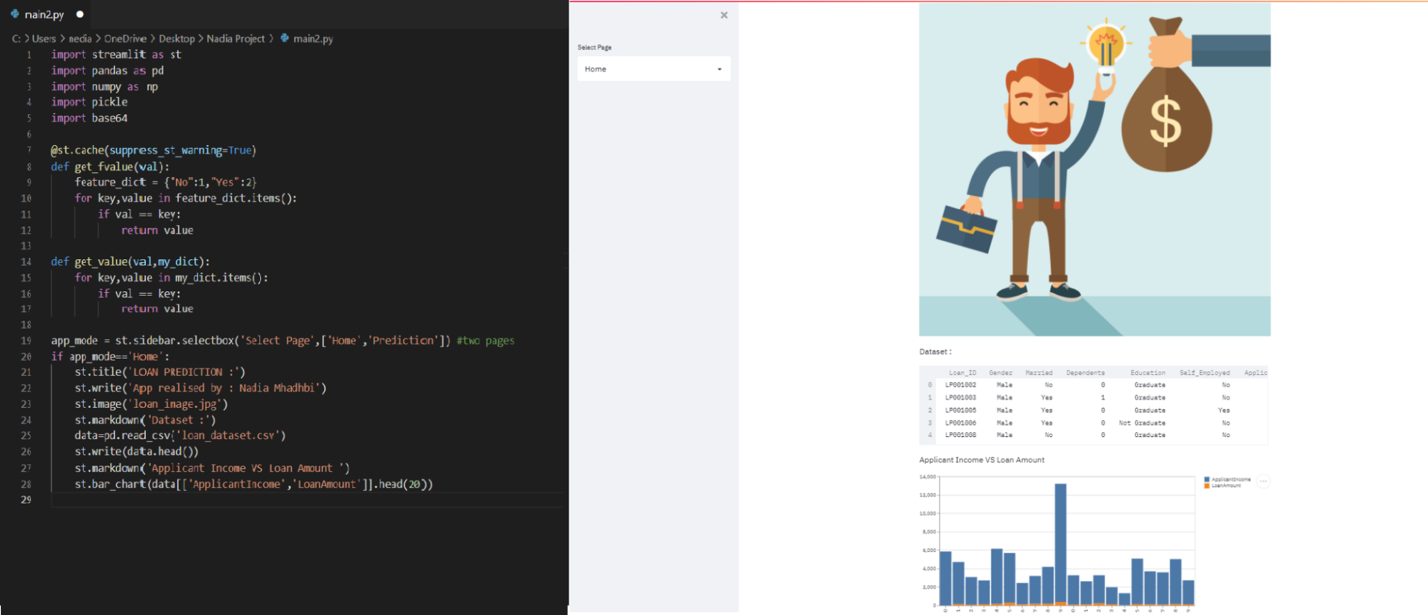 main2.py
C: > Users > nedia > OneDrive > Desktop > Nadia Project > main2.py
1 import streamlit as st
2 import pandas as pd
3 import numpy as np
4 import pickle
5 import base64
6
7 @st.cache(suppress_st_warning=True)
8 def get_fvalue(val):
9 feature_dict = {"No":1,"Yes":2}
10 for key,value in feature_dict.items():
11 if val == key:
12 return value
13
14 def get_value(val,my_dict):
15 for key,value in my_dict.items():
16 if val == key:
17 return value
18
19 app_mode = st.sidebar.selectbox('Select Page',['Home','Prediction']) #two pages
20 if app_mode=='Home':
21 st.title('LOAN PREDICTION :')
22 st.write('App realised by : Nadia Mhadhbi')
23 st.image('loan_image.jpg')
24 st.markdown('Dataset :')
25 data=pd.read_csv('loan_dataset.csv')
26 st.write(data.head())
27 st.markdown('Applicant Income VS Loan Amount ')
28 st.bar_chart(data[['ApplicantIncome','LoanAmount']].head(20))
29
Select Page
Home
$
Dataset :
Loan_ID Gender Married Dependents Education Self_Employed Applic
0 LP001002 Male No 0 Graduate No
1 LP001003 Male Yes 1 Graduate No
2 LP001005 Male Yes 0 Graduate Yes
3 LP001006 Male Yes 0 Not Graduate No
4 LP001008 Male No 0 Graduate No
Applicant Income VS Loan Amount
14,000
12,000
10,000
8,000
6,000
4,000
2,000
0
ApplicantIncome
LoanAmount